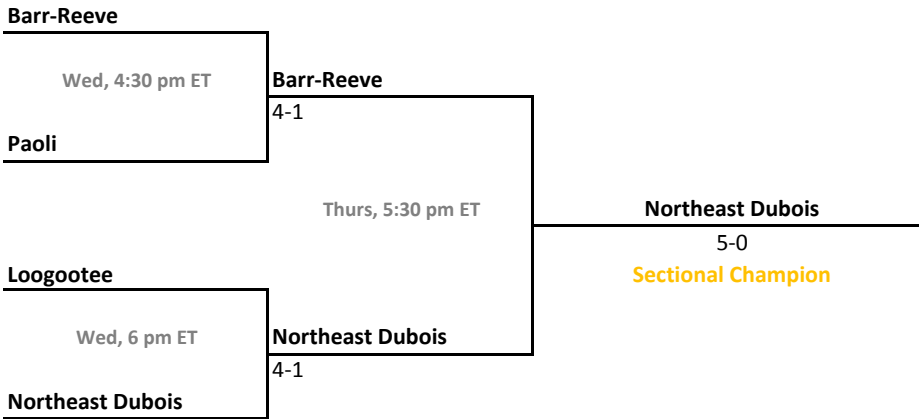 Barr-Reeve
Wed, 4:30 pm ET
Barr-Reeve
4-1
Paoli
Thurs, 5:30 pm ET
Northeast Dubois
5-0
Sectional Champion
Loogootee
Wed, 6 pm ET
Northeast Dubois
4-1
Northeast Dubois